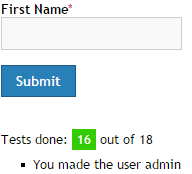 First Name*
Submit
Tests done: 16 out of 18
You made the user admin